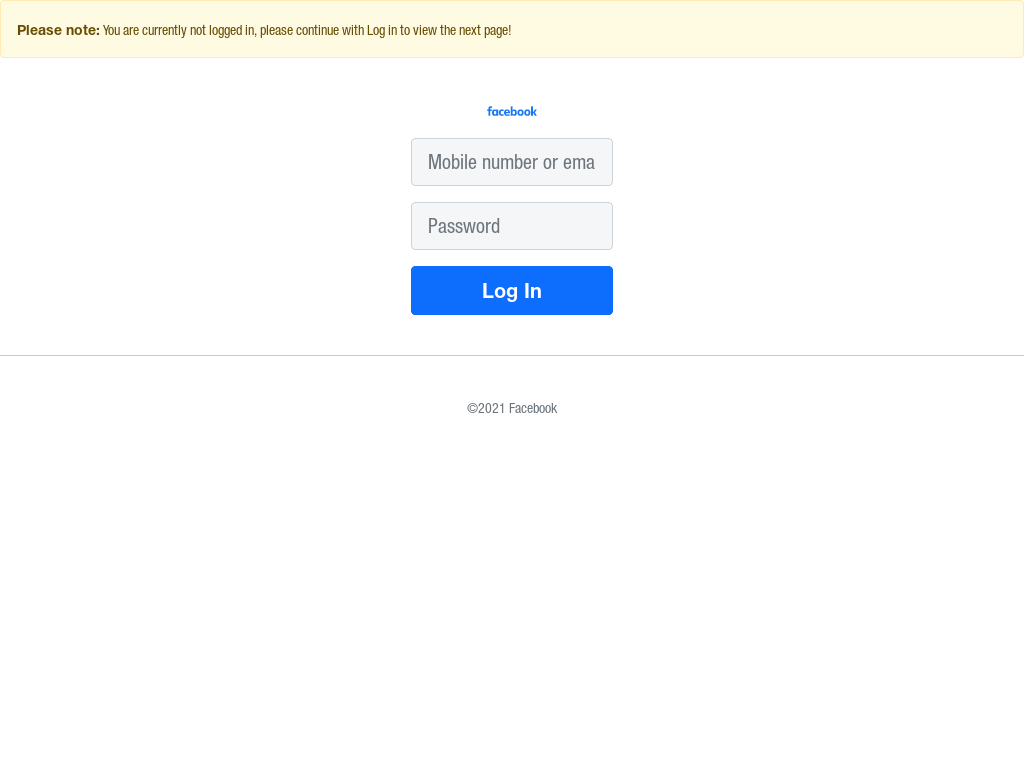 Please note: You are currently not logged in, please continue with Log in to view the next page!
facebook
Mobile number or ema
Password
Log In
©2021 Facebook